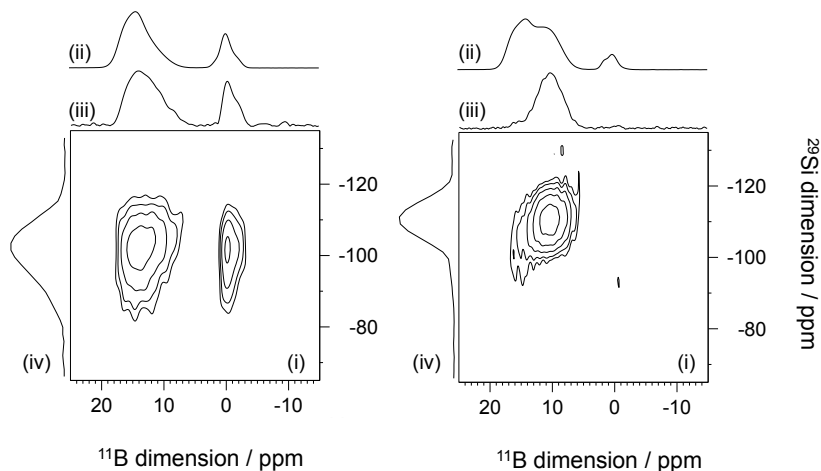 (ii)
(iii)
(iv)
(i)
-120
-100
-80
20 10 0 -10
¹¹B dimension / ppm
(ii)
(iii)
(iv)
(i)
-120
-100
-80
20 10 0 -10
¹¹B dimension / ppm
²⁹Si dimension / ppm